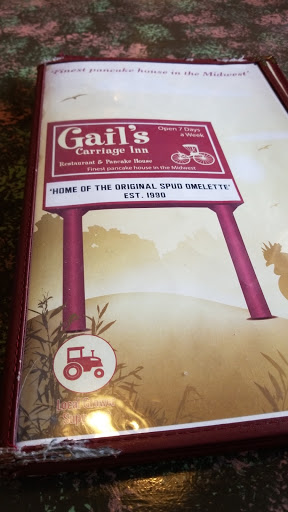 'Finest pancake house in the Midwest'
Gail's
Carriage Inn
Open 7 Days
a Week
Restaurant & Pancake House
Finest pancake house in the Midwest
'HOME OF THE ORIGINAL SPUD OMELETTE'
EST. 1990